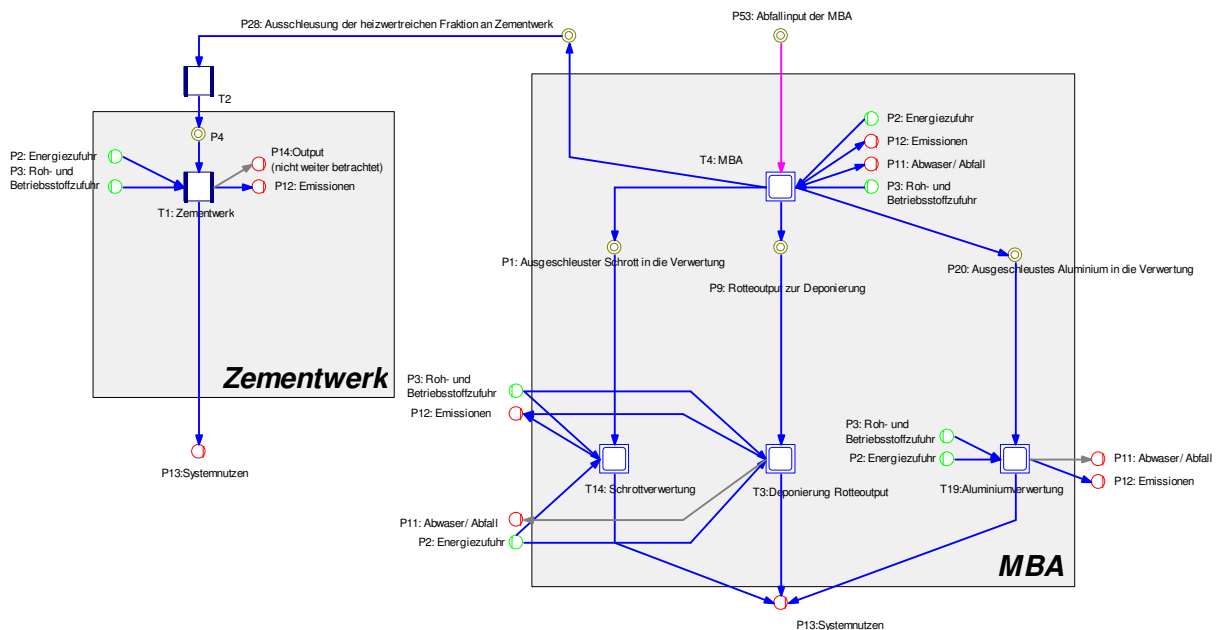 P53: Abfallinput der MBA
P28: Ausschleusung der heizwertreichen Fraktion an Zementwerk
T2
P4
P2: Energiezufuhr
P3: Roh- und
Betriebstoffzufuhr
P14:Output
(nicht weiter betrachtet)
P12: Emissionen
T1: Zementwerk
Zementwerk
P13:Systemnutzen
T4: MBA
P2: Energiezufuhr
P12: Emissionen
P11: Abwaser/ Abfall
P3: Roh- und
Betriebsstoffzufuhr
P1: Ausgeschleuster Schrott in die Verwertung
P9: Rotteoutput zur Deponierung
P20: Ausgeschleustes Aluminium in die Verwertung
P3: Roh- und
Betriebsstoffzufuhr
P12: Emissionen
T14: Schrottverwertung
P11: Abwaser/ Abfall
P2: Energiezufuhr
T3:Deponierung Rotteoutput
P3: Roh- und
Betriebsstoffzufuhr
P2: Energiezufuhr
T19:Aluminiumverwertung
P11: Abwaser/ Abfall
P12: Emissionen
MBA
P13:Systemnutzen